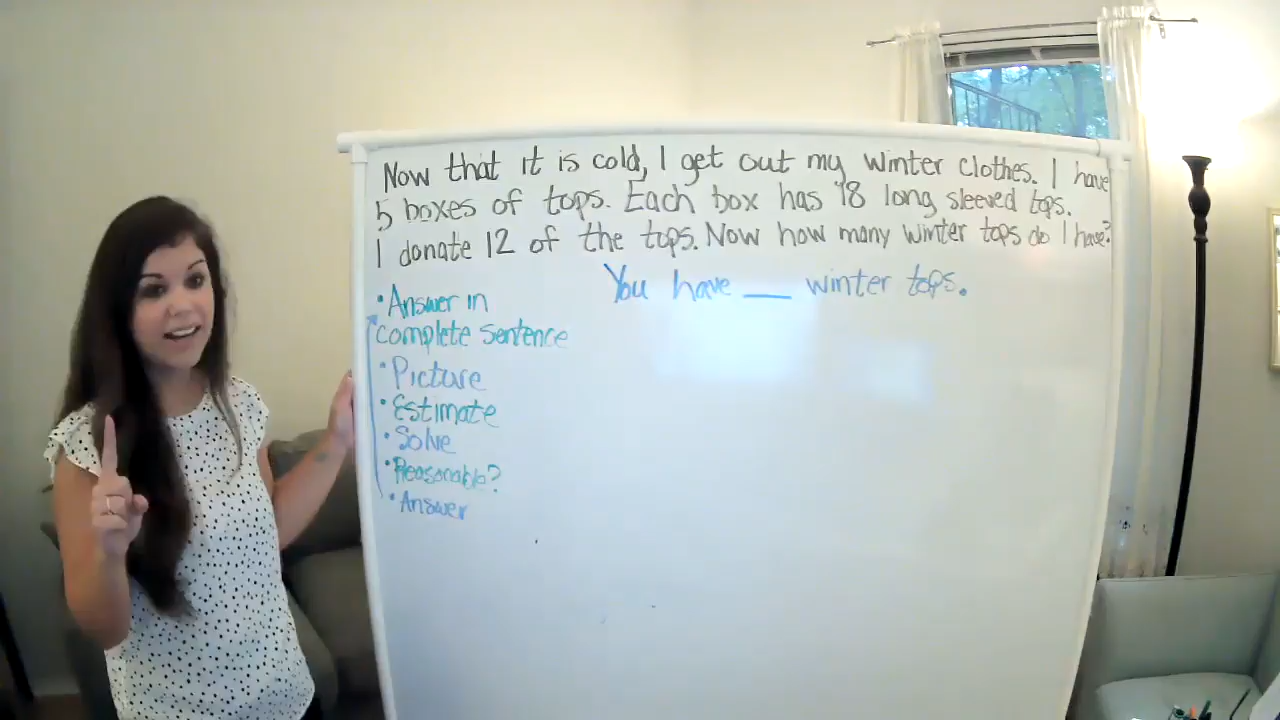 Now that it is cold, I get out my winter clothes. I have
5 boxes of tops. Each box has 18 long sleeved tops.
I donate 12 of the tops. Now how many winter tops do I have?
You have ___ winter tops.
• Answer in
complete sentence
• Picture
• Estimate
• Solve
• Reasonable?
• Answer